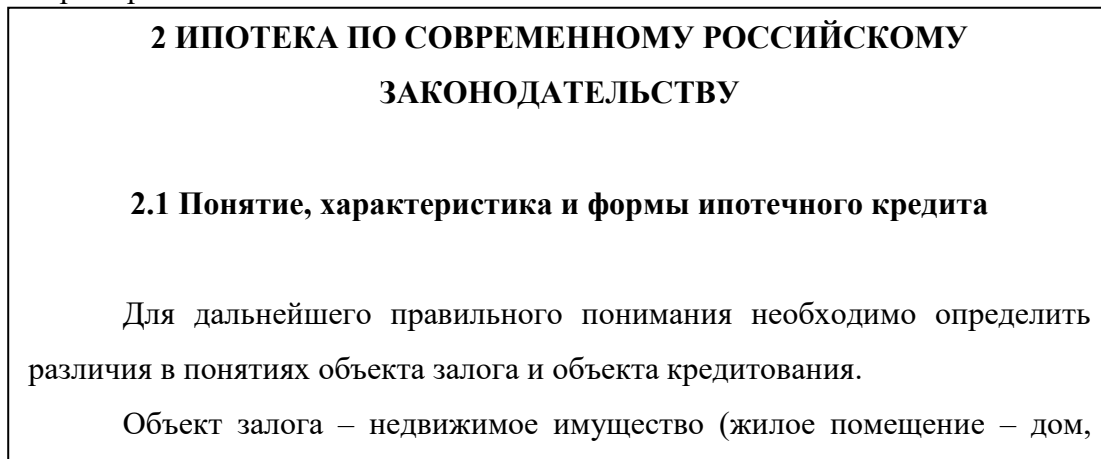 2 ИПОТЕКА ПО СОВРЕМЕННОМУ РОССИЙСКОМУ
ЗАКОНОДАТЕЛЬСТВУ
2.1 Понятие, характеристика и формы ипотечного кредита
Для дальнейшего правильного понимания необходимо определить
различия в понятиях объекта залога и объекта кредитования.
Объект залога – недвижимое имущество (жилое помещение – дом,